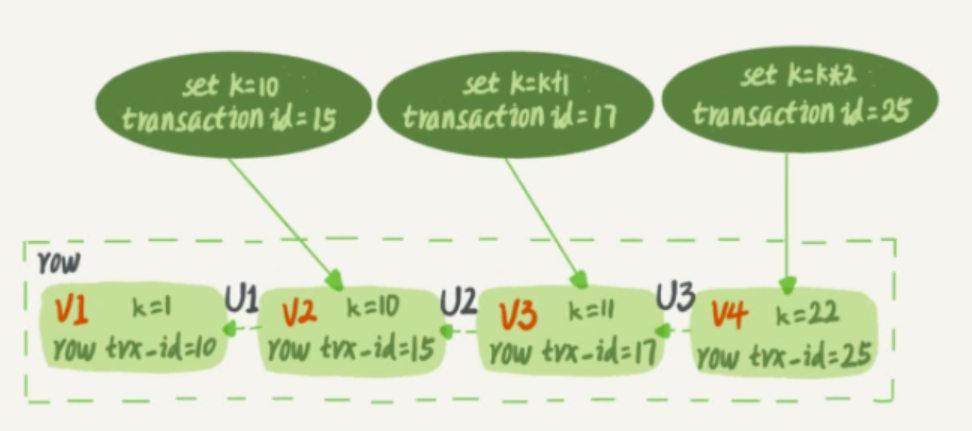 set k=10
transaction id=15
set k=k+1
transaction id=17
set k=k*2
transaction id=25
row
V1 k=1
row trx-id=10
U1
V2 k=10
row trx-id=15
U2
V3 k=11
row trx-id=17
U3
V4 k=22
row trx-id=25